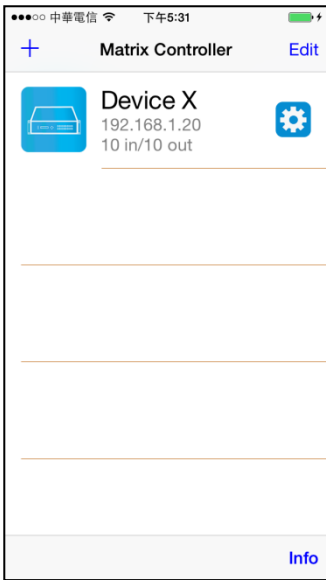 中華電信 下午5:31
+ Matrix Controller Edit
Device X
192.168.1.20
10 in/10 out
Info